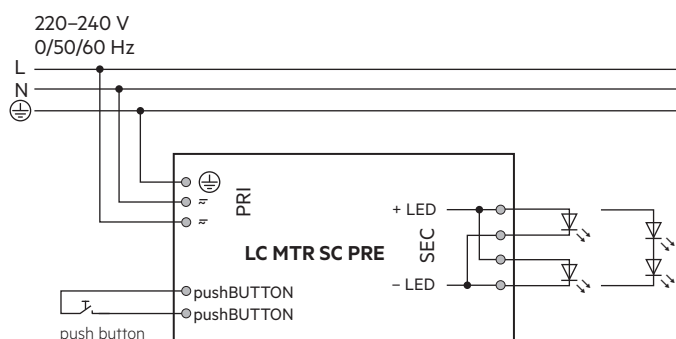 220–240 V
0/50/60 Hz
L
N
PRI
+ LED
SEC
LC MTR SC PRE
– LED
pushBUTTON
pushBUTTON
push button